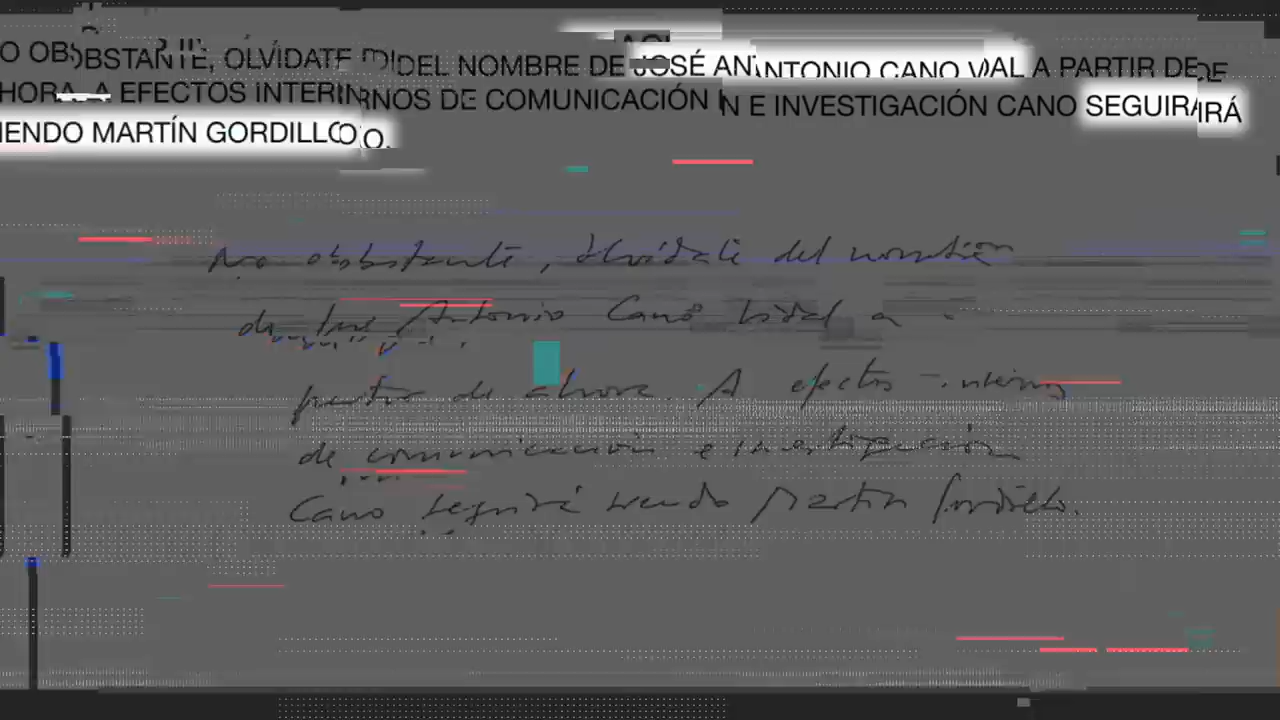 O OBSTANTE, OLVÍDATE DEL NOMBRE DE JOSÉ ANTONIO CANO VAL A PARTIR DE
HORA A EFECTOS INTERNOS DE COMUNICACIÓN E INVESTIGACIÓN CANO SEGUIRÁ
IENDO MARTÍN GORDILLO.
No obsbstante, olvídate del nombre
de Antonio Cano Vidal a
partir de ahora. A efectos internos
de comunicación e investigación
Cano seguirá siendo Martín Gordillo.